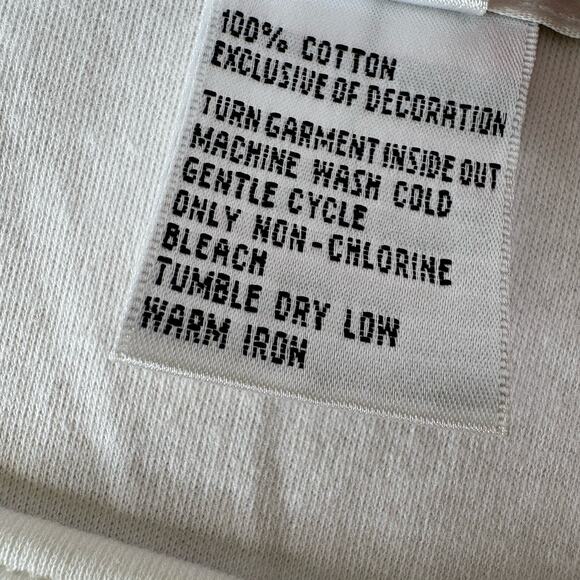 100% COTTON
EXCLUSIVE OF DECORATION
TURN GARMENT INSIDE OUT
MACHINE WASH COLD
GENTLE CYCLE
ONLY NON-CHLORINE
BLEACH
TUMBLE DRY LOW
WARM IRON